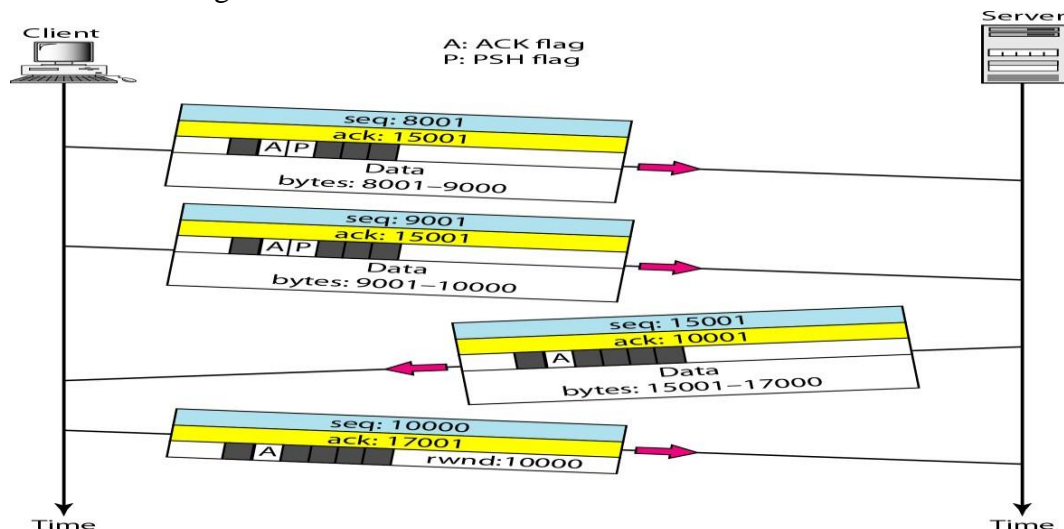 Client
Server
A: ACK flag
P: PSH flag
seq: 8001
ack: 15001
A P
Data
bytes: 8001–9000
seq: 9001
ack: 15001
A P
Data
bytes: 9001–10000
seq: 15001
ack: 10001
A
Data
bytes: 15001–17000
seq: 10000
ack: 17001
A
rwnd:10000
Time
Time